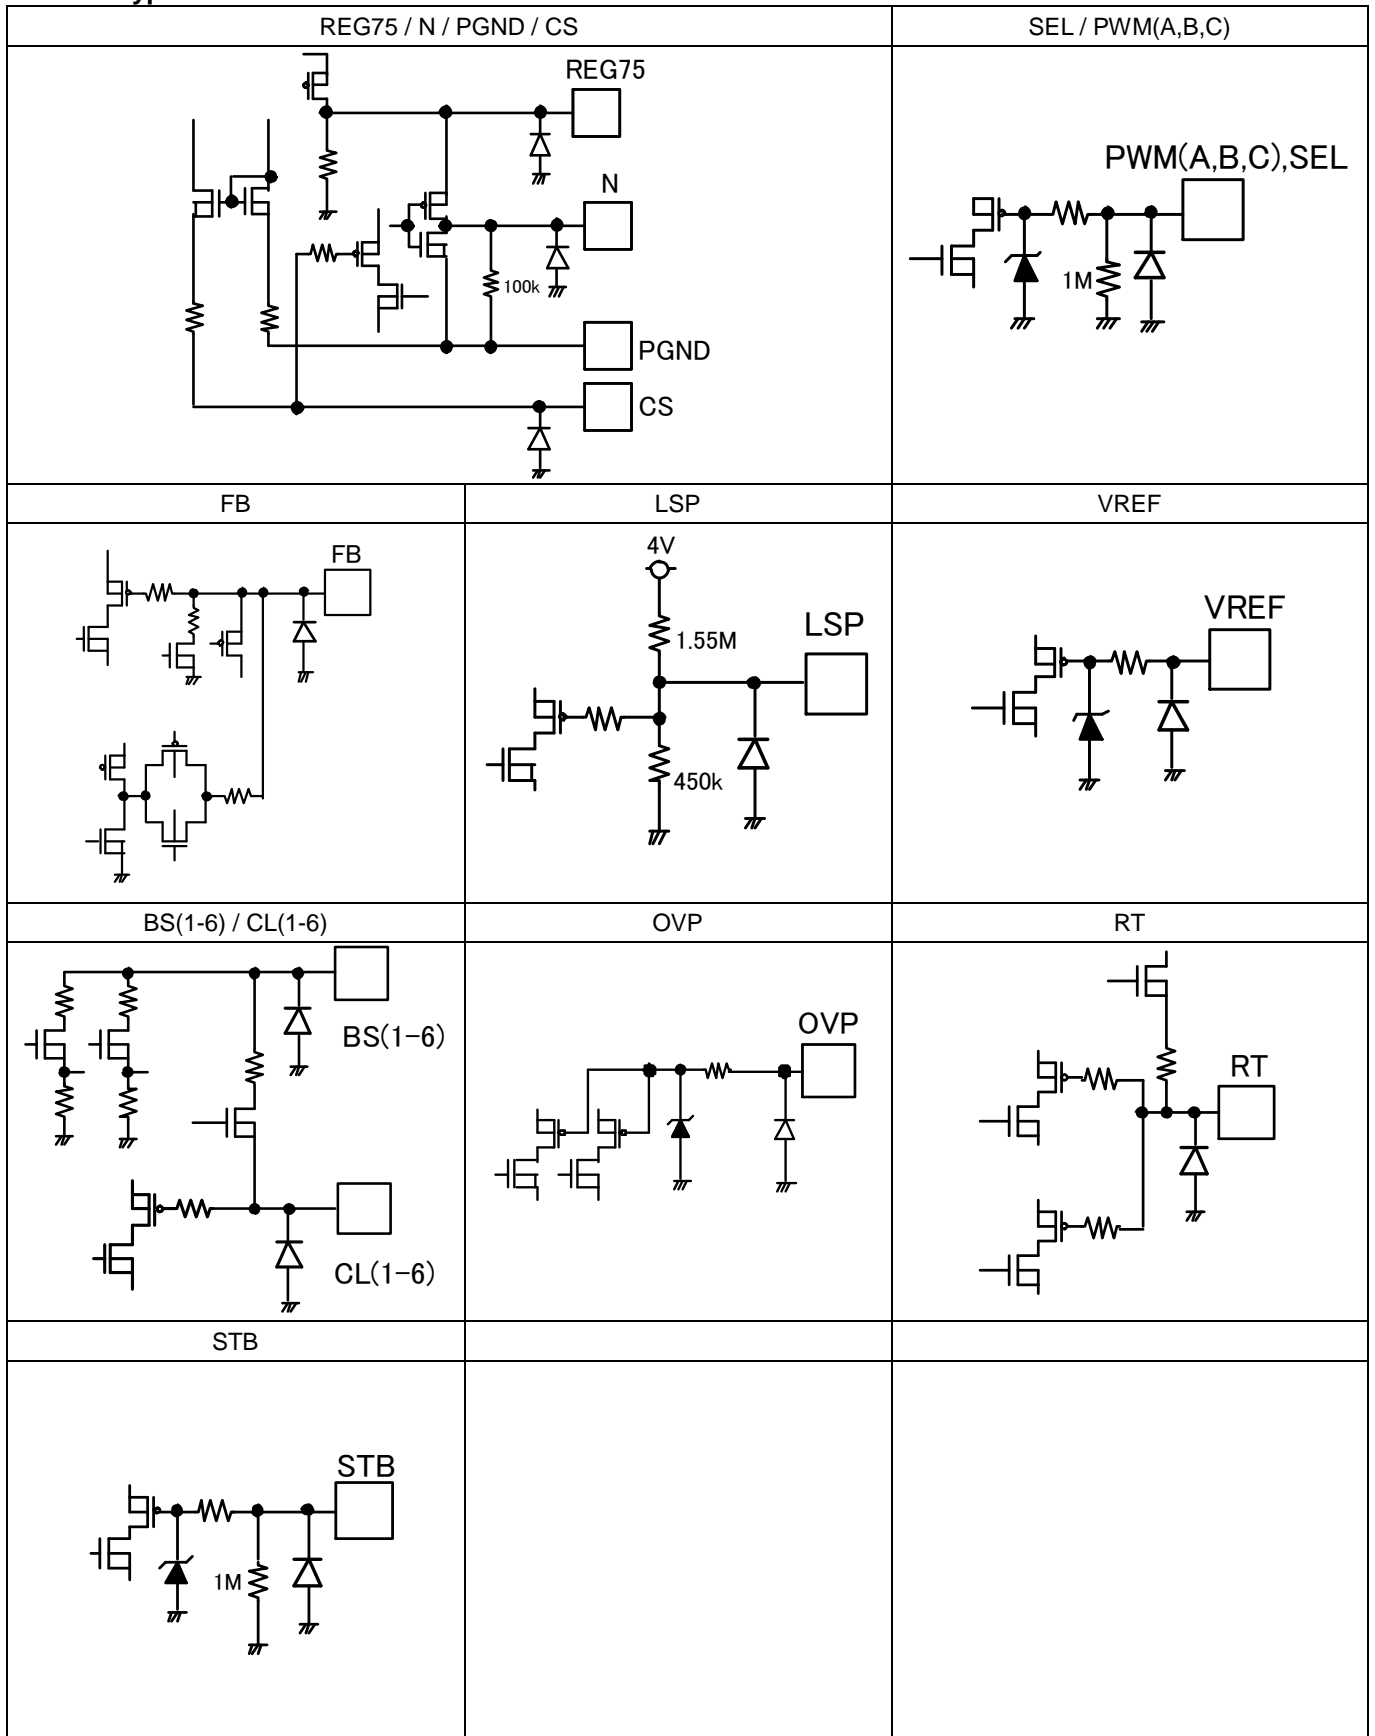 REG75 / N / PGND / CS
SEL / PWM(A,B,C)
REG75
N
100k
PGND
CS
PWM(A,B,C),SEL
1M
FB
LSP
VREF
FB
4V
1.55M
LSP
450k
VREF
BS(1-6) / CL(1-6)
OVP
RT
BS(1-6)
CL(1-6)
OVP
RT
STB
STB
1M